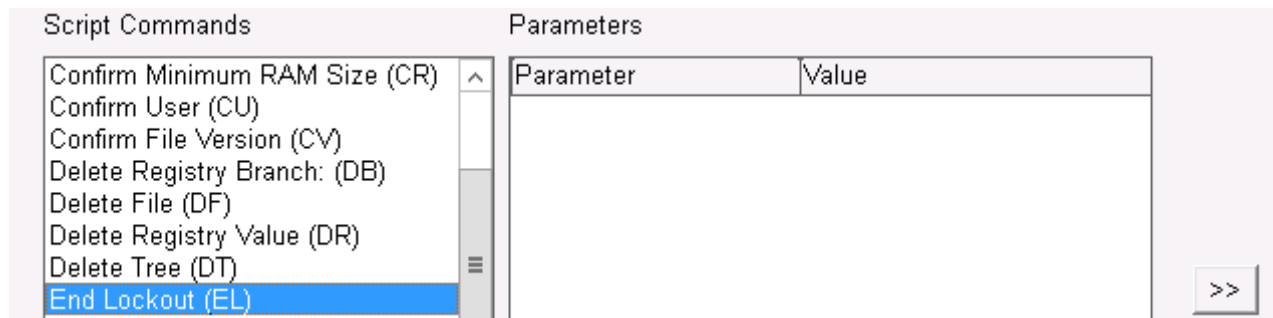 Script Commands
Parameters
Confirm Minimum RAM Size (CR)
Confirm User (CU)
Confirm File Version (CV)
Delete Registry Branch: (DB)
Delete File (DF)
Delete Registry Value (DR)
Delete Tree (DT)
End Lockout (EL)
Parameter
Value
>>